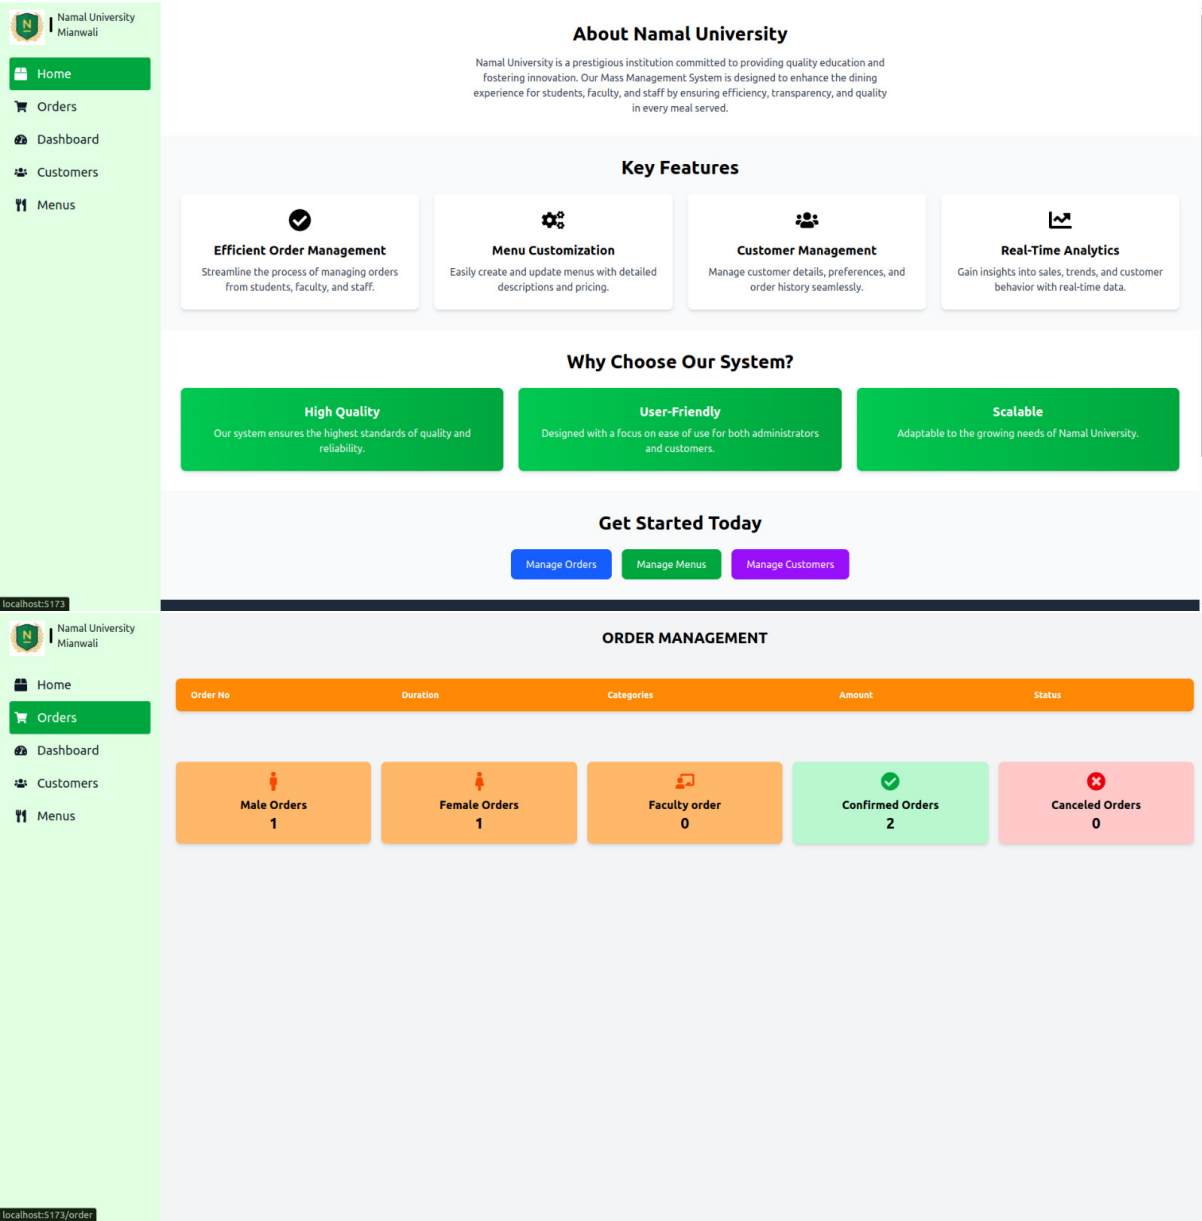 Namal University
Mianwali
Home
Orders
Dashboard
Customers
Menus
About Namal University
Namal University is a prestigious institution committed to providing quality education and
fostering innovation. Our Mass Management System is designed to enhance the dining
experience for students, faculty, and staff by ensuring efficiency, transparency, and quality
in every meal served.
Key Features
Efficient Order Management
Streamline the process of managing orders
from students, faculty, and staff.
Menu Customization
Easily create and update menus with detailed
descriptions and pricing.
Customer Management
Manage customer details, preferences, and
order history seamlessly.
Real-Time Analytics
Gain insights into sales, trends, and customer
behavior with real-time data.
Why Choose Our System?
High Quality
Our system ensures the highest standards of quality and
reliability.
User-Friendly
Designed with a focus on ease of use for both administrators
and customers.
Scalable
Adaptable to the growing needs of Namal University.
Get Started Today
Manage Orders
Manage Menus
Manage Customers
localhost:5173
Namal University
Mianwali
Home
Orders
Dashboard
Customers
Menus
ORDER MANAGEMENT
Order No Duration Categories Amount Status
Male Orders
1
Female Orders
1
Faculty order
0
Confirmed Orders
2
Canceled Orders
0
localhost:5173/order